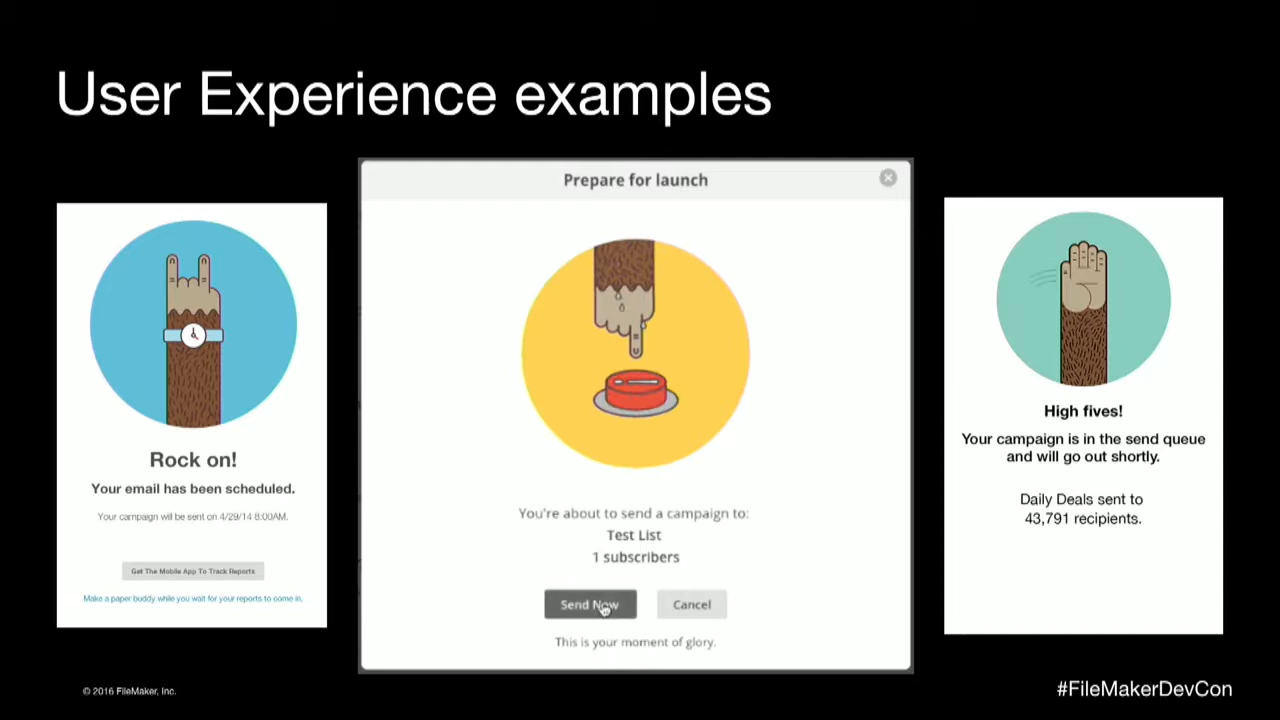 User Experience examples
Rock on!
Your email has been scheduled.
Your campaign will be sent on 4/29/14 8:00AM.
Get The Mobile App To Track Reports
Make a paper buddy while you wait for your reports to come in.
Prepare for launch
You're about to send a campaign to:
Test List
1 subscribers
Send Now
Cancel
This is your moment of glory.
High fives!
Your campaign is in the send queue
and will go out shortly.
Daily Deals sent to
43,791 recipients.
© 2016 FileMaker, Inc.
#FileMakerDevCon